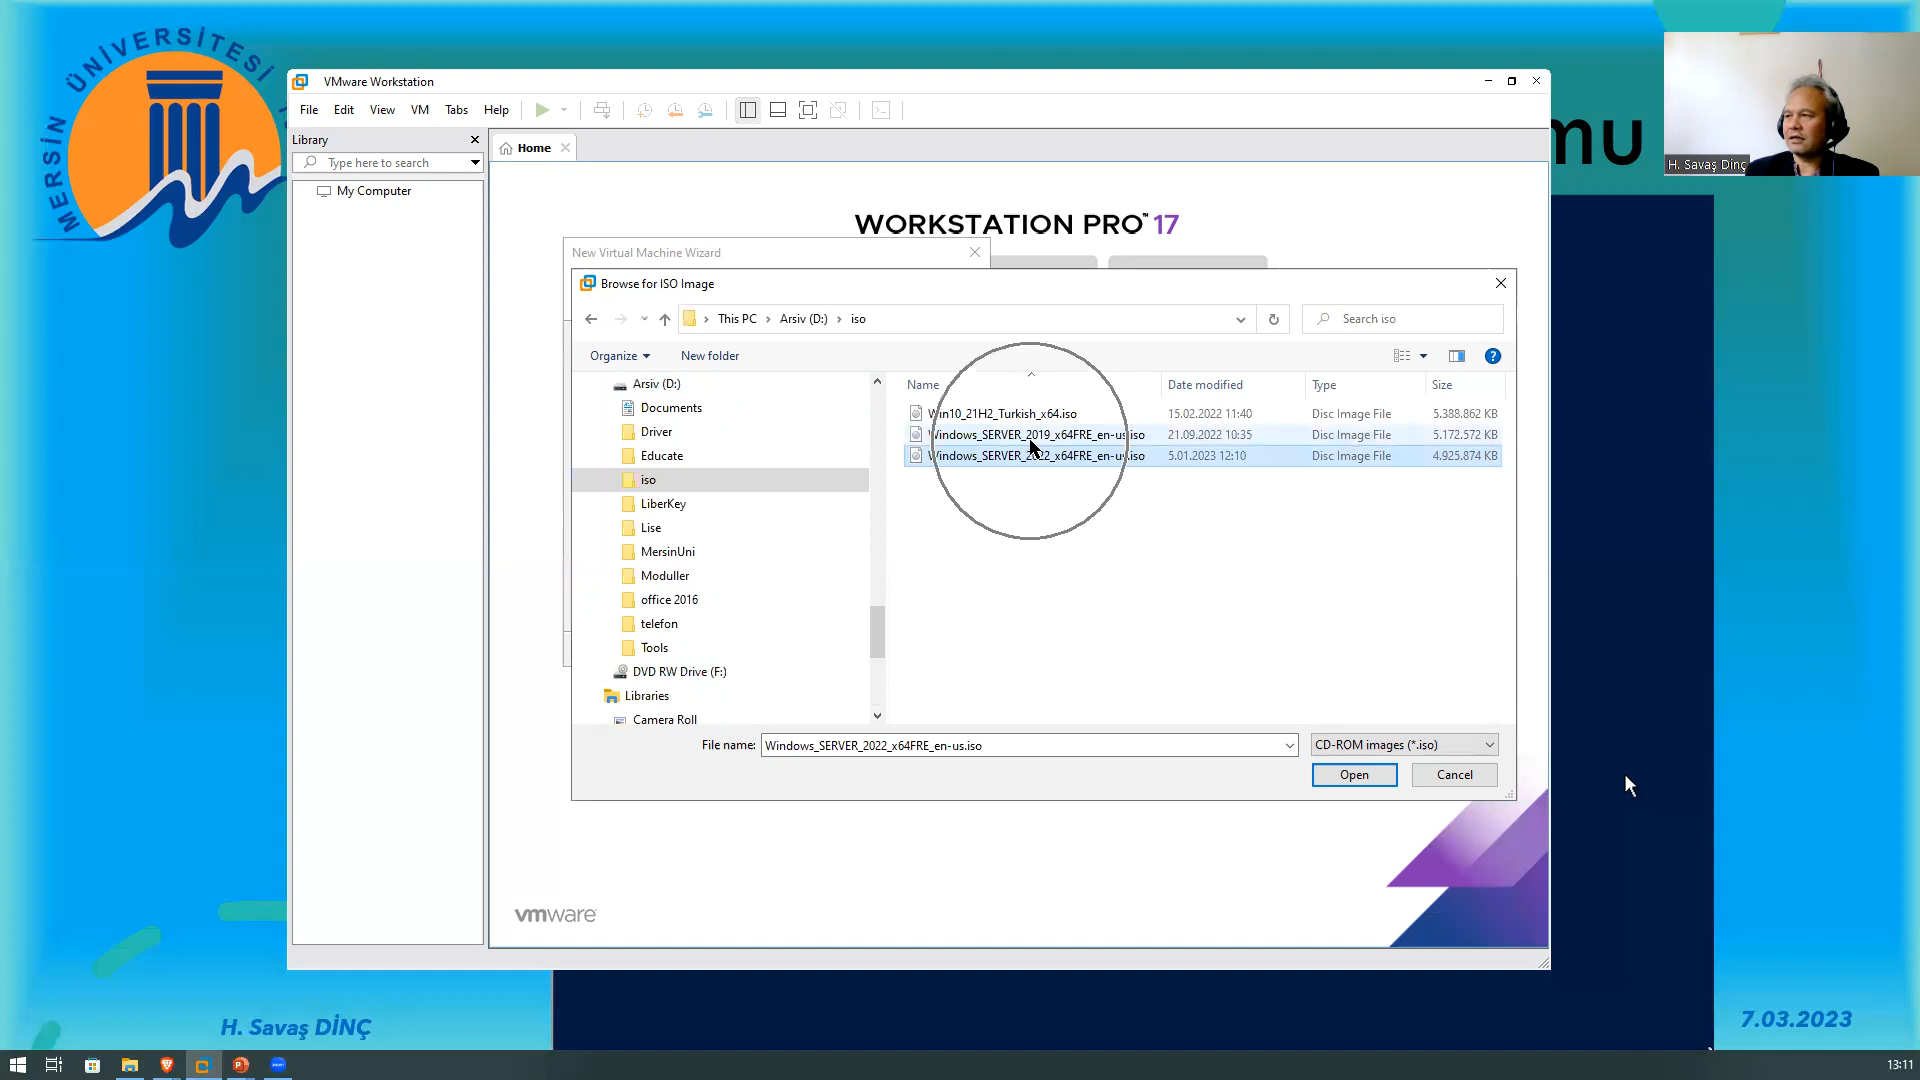 MERSİN ÜNİVERSİTESİ
mu
H. Savaş Dinç
VMware Workstation
File Edit View VM Tabs Help
Library
Type here to search
My Computer
Home
WORKSTATION PRO™ 17
New Virtual Machine Wizard
Browse for ISO Image
This PC > Arsiv (D:) > iso
Search iso
Organize New folder
Name Date modified Type Size
Win10_21H2_Turkish_x64.iso 15.02.2022 11:40 Disc Image File 5.388.862 KB
Windows_SERVER_2019_x64FRE_en-us.iso 21.09.2022 10:35 Disc Image File 5.172.572 KB
Windows_SERVER_2022_x64FRE_en-us.iso 5.01.2023 12:10 Disc Image File 4.925.874 KB
Arsiv (D:)
Documents
Driver
Educate
iso
LiberKey
Lise
MersinUni
Moduller
office 2016
telefon
Tools
DVD RW Drive (F:)
Libraries
Camera Roll
File name: Windows_SERVER_2022_x64FRE_en-us.iso CD-ROM images (*.iso)
Open Cancel
vmware
H. Savaş DİNÇ
7.03.2023
13:11